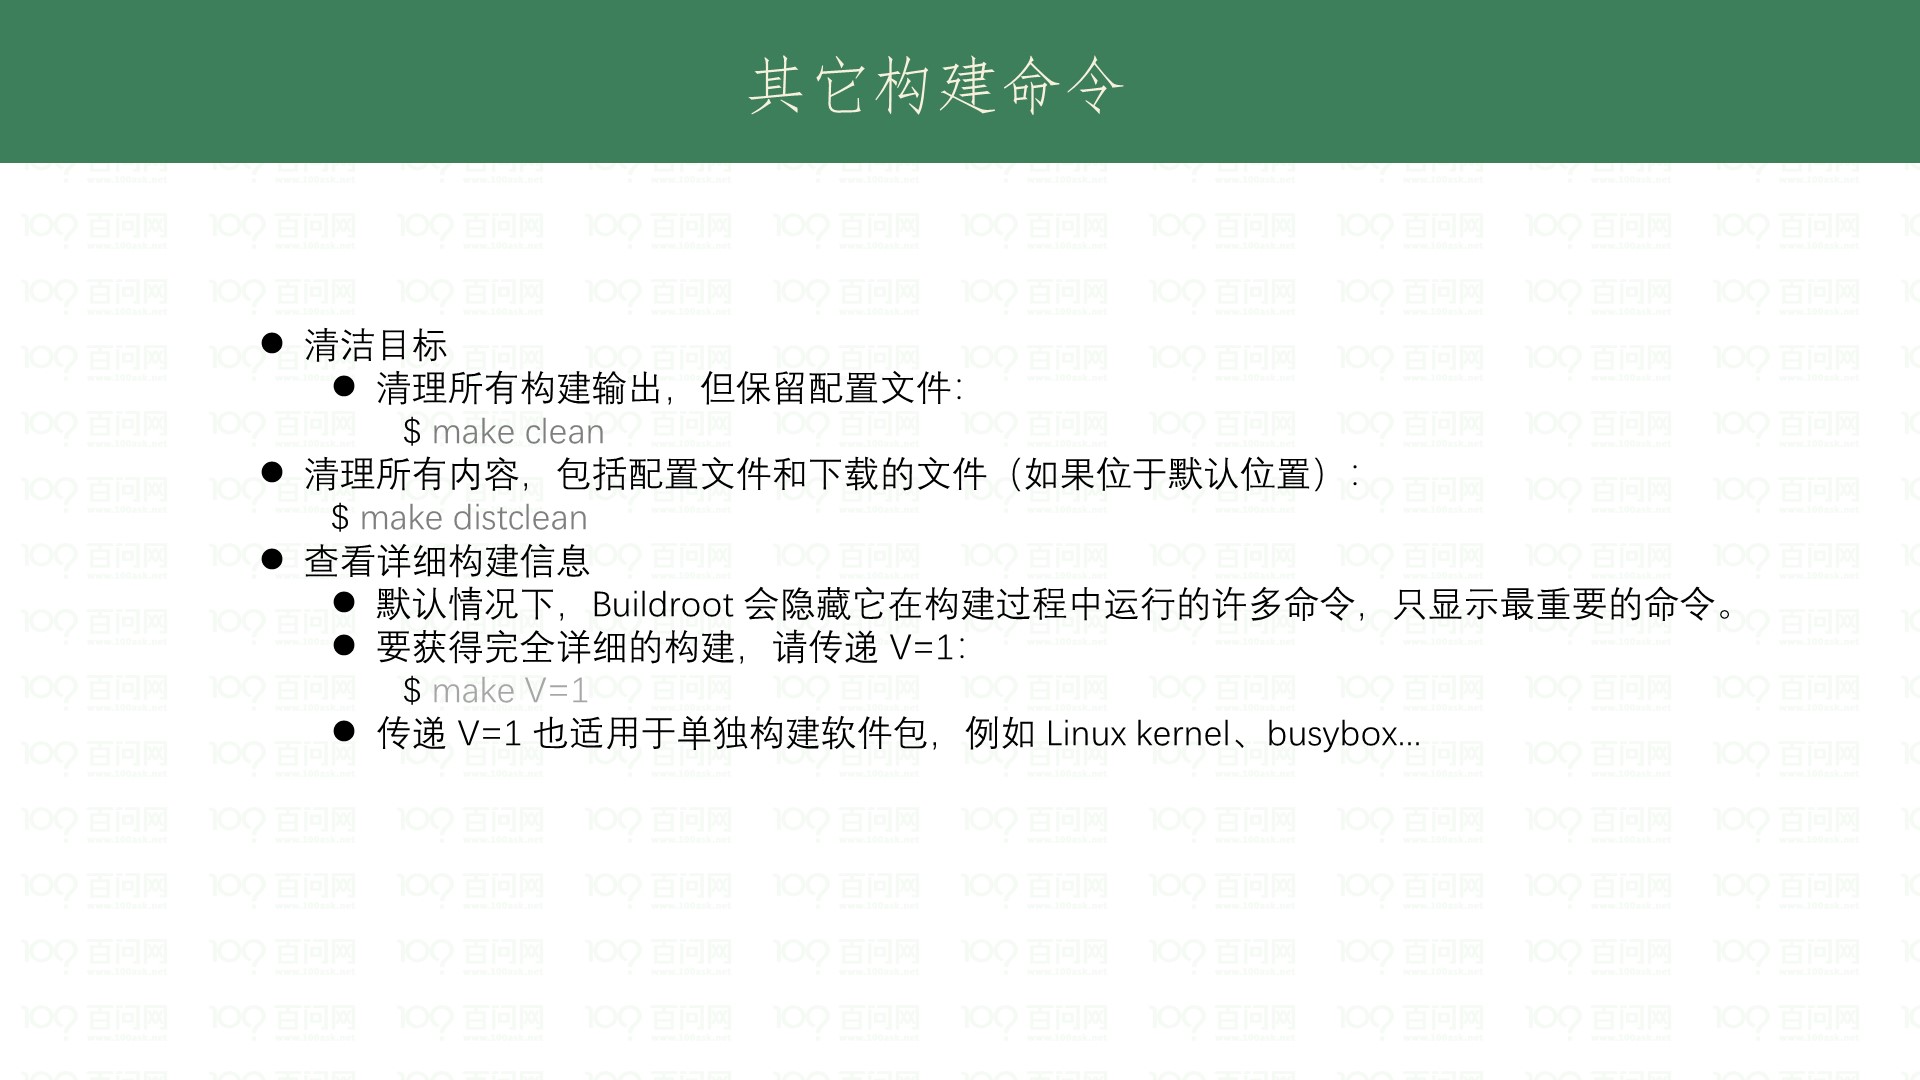 其它构建命令
● 清洁目标
● 清理所有构建输出，但保留配置文件：
$ make clean
● 清理所有内容，包括配置文件和下载的文件（如果位于默认位置）：
$ make distclean
● 查看详细构建信息
● 默认情况下，Buildroot 会隐藏它在构建过程中运行的许多命令，只显示最重要的命令。
● 要获得完全详细的构建，请传递 V=1：
$ make V=1
● 传递 V=1 也适用于单独构建软件包，例如 Linux kernel、busybox...